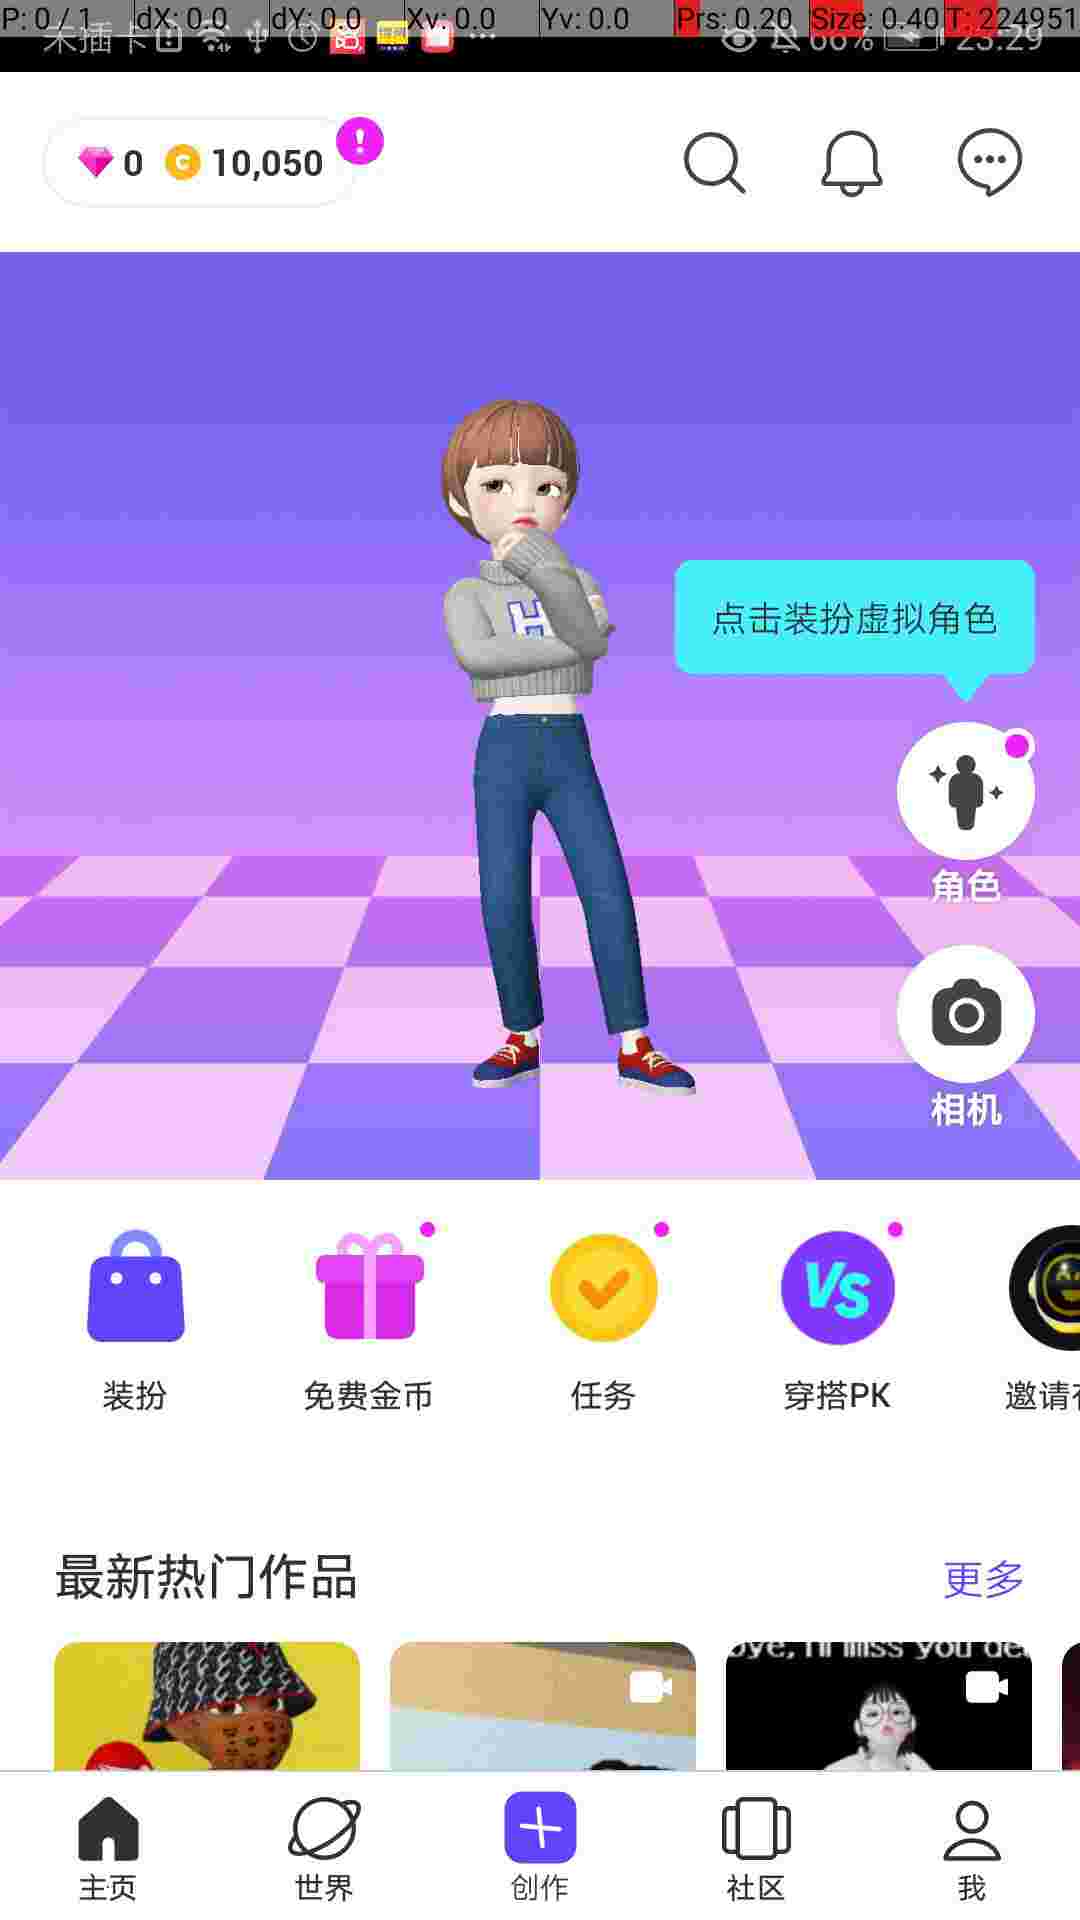 P: 0 / 1 dX: 0.0 dY: 0.0 Xv: 0.0 Yv: 0.0 Prs: 0.20 Size: 0.40 T: 224951
未插卡 66% 23:29
0 C 10,050 !
H
点击装扮虚拟角色
角色
相机
VS
装扮 免费金币 任务 穿搭PK 邀请
最新热门作品 更多
bye, I'll miss you
主页 世界 创作 社区 我